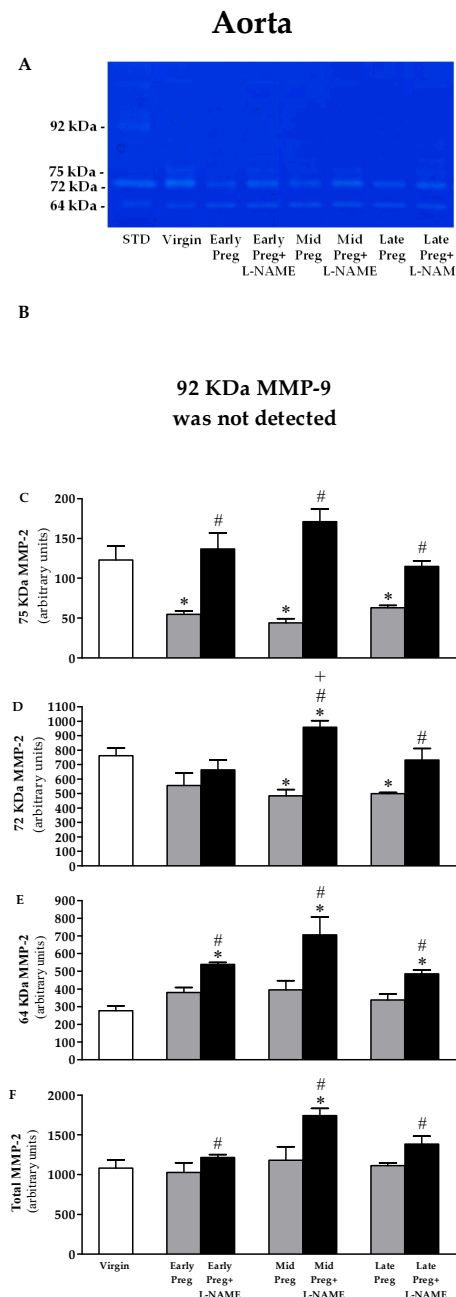 Aorta
A
92 kDa -
75 kDa -
72 kDa -
64 kDa -
STD Virgin Early Early Mid Mid Late Late
Preg Preg+ Preg Preg+ Preg Preg+
L-NAME L-NAME L-NAM
B
92 KDa MMP-9
was not detected
C
75 KDa MMP-2
(arbitrary units)
200
150
100
50
0
* # * # * #
D
72 KDa MMP-2
(arbitrary units)
1100
1000
900
800
700
600
500
400
300
200
100
0
+
#
* * * #
E
64 KDa MMP-2
(arbitrary units)
900
800
700
600
500
400
300
200
100
0
# # #
* * *
F
Total MMP-2
(arbitrary units)
2000
1500
1000
500
0
# # #
*
Virgin Early Early Mid Mid Late Late
Preg Preg+ Preg Preg+ Preg Preg+
L-NAME L-NAME L-NAME